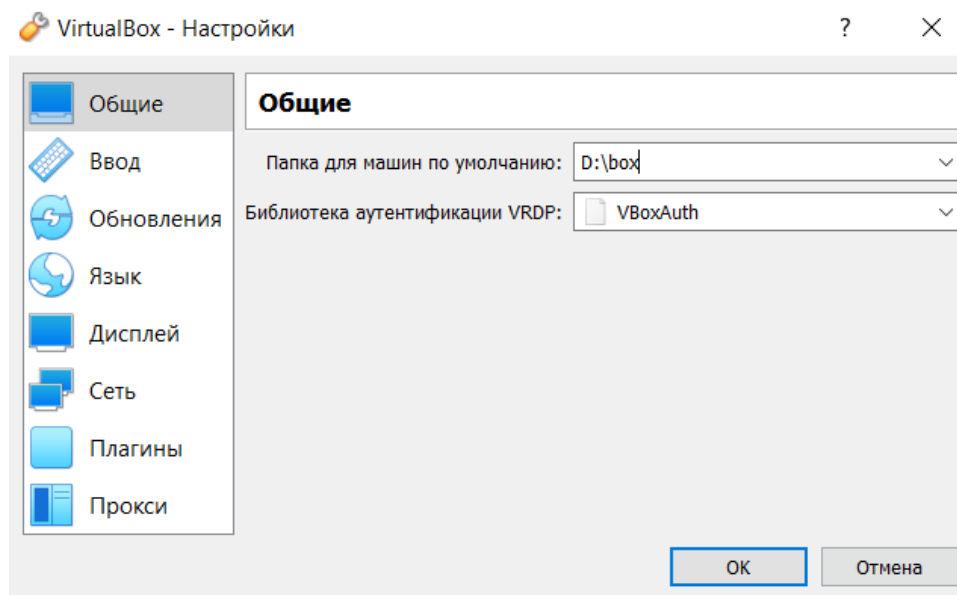 VirtualBox - Настройки ?
Общие
Ввод
Обновления
Язык
Дисплей
Сеть
Плагины
Прокси
Общие
Папка для машин по умолчанию: D:\box
Библиотека аутентификации VRDP: VBoxAuth
OK Отмена